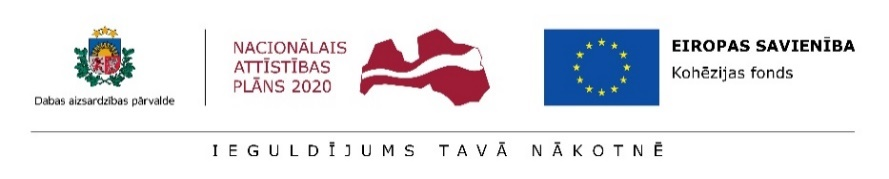 Dabas aizsardzības pārvalde
NACIONĀLAIS
ATTĪSTĪBAS
PLĀNS 2020
EIROPAS SAVIENĪBA
Kohēzijas fonds
IEGULDĪJUMS TAVĀ NĀKOTNĒ